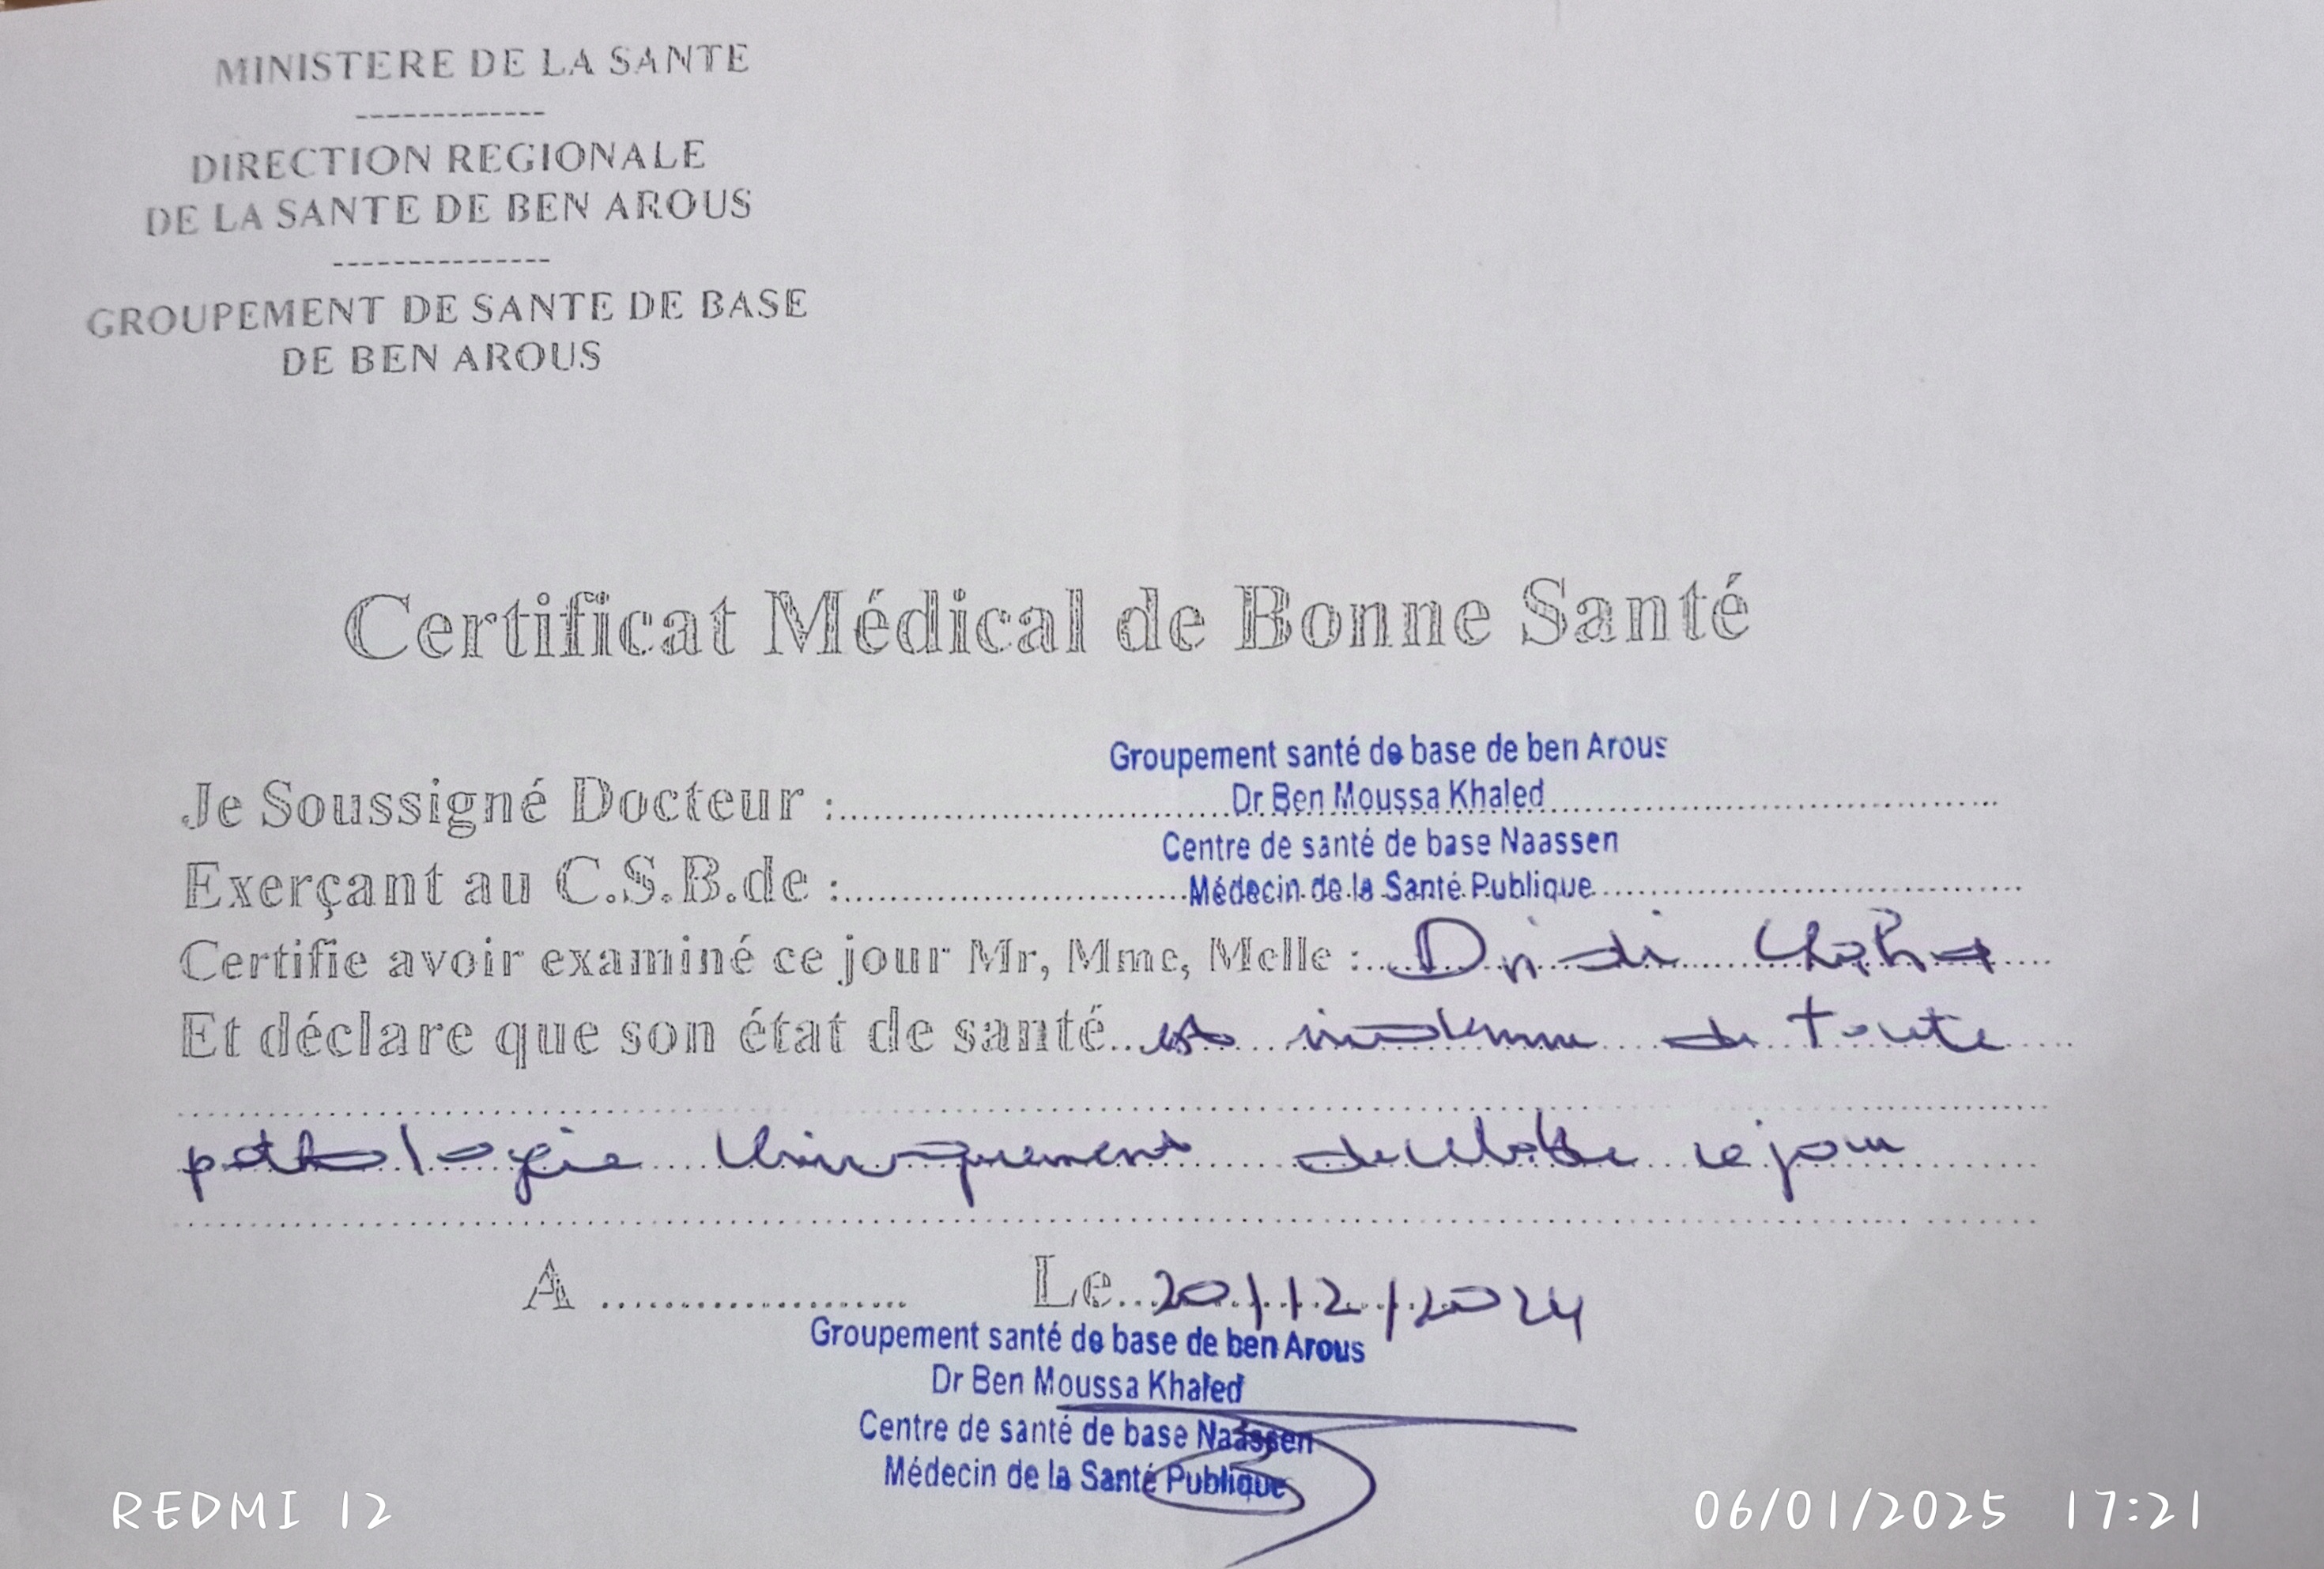 MINISTERE DE LA SANTE
-------------
DIRECTION REGIONALE
DE LA SANTE DE BEN AROUS
---------------
GROUPEMENT DE SANTE DE BASE
DE BEN AROUS
Certificat Médical de Bonne Santé
Groupement santé de base de ben Arous
Je Soussigné Docteur : Dr Ben Moussa Khaled
Centre de santé de base Naassen
Exerçant au C.S.B.de : Médecin de la Santé Publique
Certifie avoir examiné ce jour Mr, Mme, Melle : Dridi
Et déclare que son état de santé est indemne de toute
pathologie cliniquement decelable ce jour
A .................... Le 20/12/2024
Groupement santé de base de ben Arous
Dr Ben Moussa Khaled
Centre de santé de base Naassen
Médecin de la Santé Publique
REDMI 12
06/01/2025 17:21